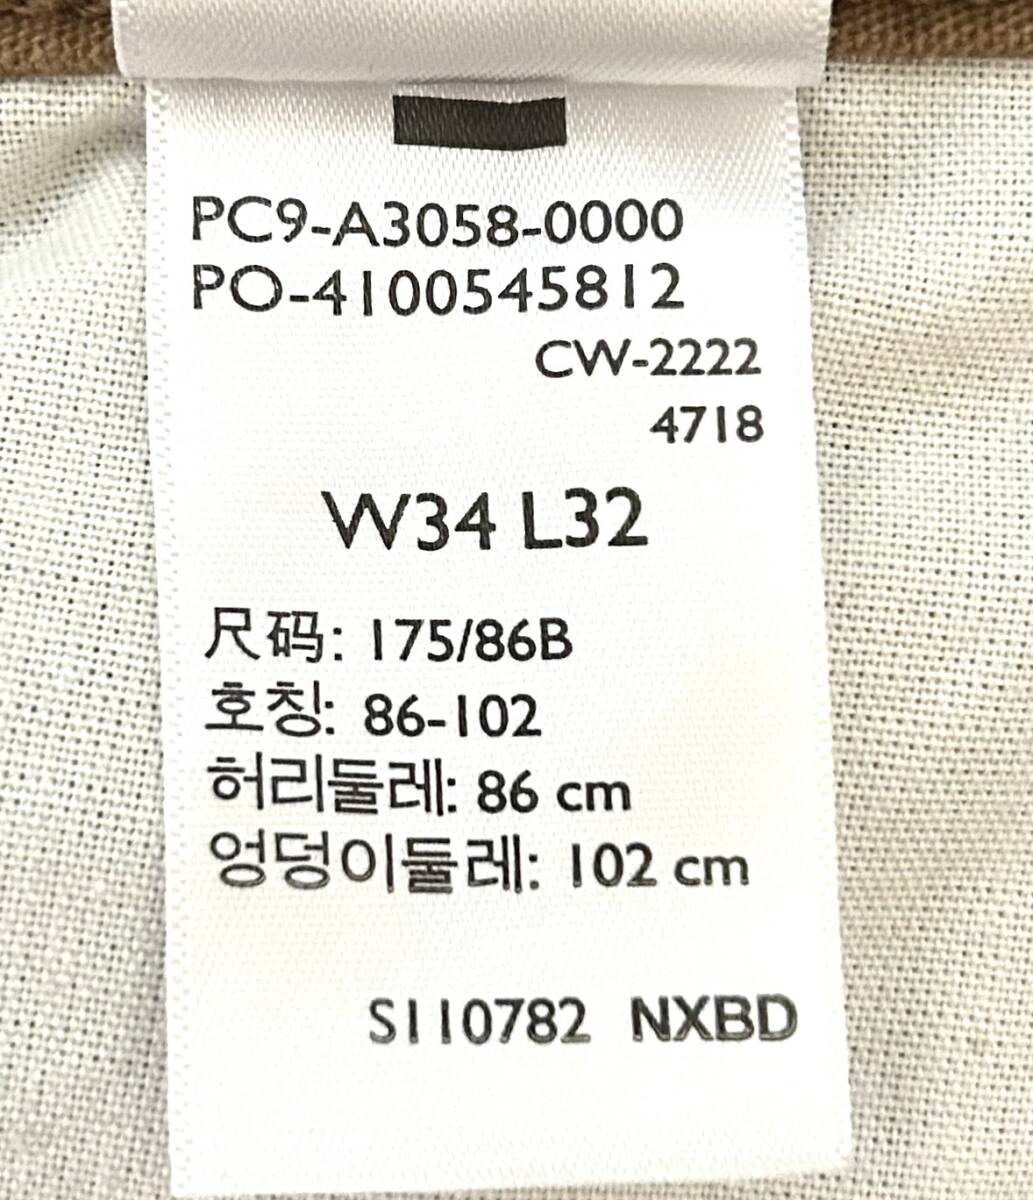 PC9-A3058-0000
PO-4100545812
CW-2222
4718
W34 L32
尺码: 175/86B
호칭: 86-102
허리둘레: 86 cm
엉덩이둘레: 102 cm
S110782 NXBD